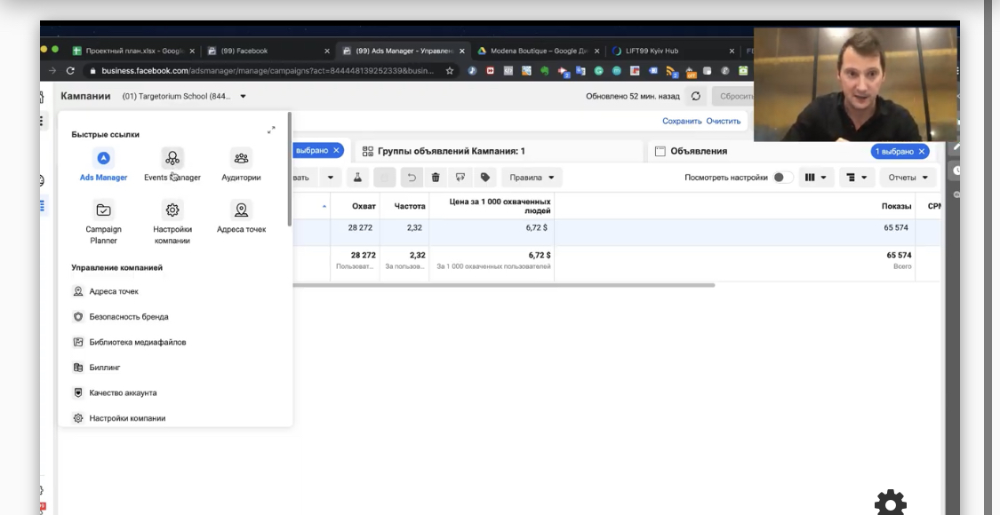 Проектный план.xlsx – Googl
(99) Facebook
(99) Ads Manager - Управлен
Modena Boutique – Google Ди
LIFT99 Kyiv Hub
business.facebook.com/adsmanager/manage/campaigns?act=844448139252339&busin...
Кампании
(01) Targetorium School (844...
Обновлено 52 мин. назад
Сбросить
Быстрые ссылки
Сохранить Очистить
выбрано
Группы объявлений Кампания: 1
Объявления
1 выбрано
Ads Manager
Events Manager
Аудитории
вать
Правила
Посмотреть настройки
Отчеты
Охват
Частота
Цена за 1 000 охваченных людей
Показы
CPM
Campaign Planner
Настройки компании
Адреса точек
28 272
2,32
6,72 $
65 574
28 272
2,32
6,72 $
65 574
Пользоват...
За пользов...
За 1 000 охваченных пользователей
Всего
Управление компанией
Адреса точек
Безопасность бренда
Библиотека медиафайлов
Биллинг
Качество аккаунта
Настройки компании